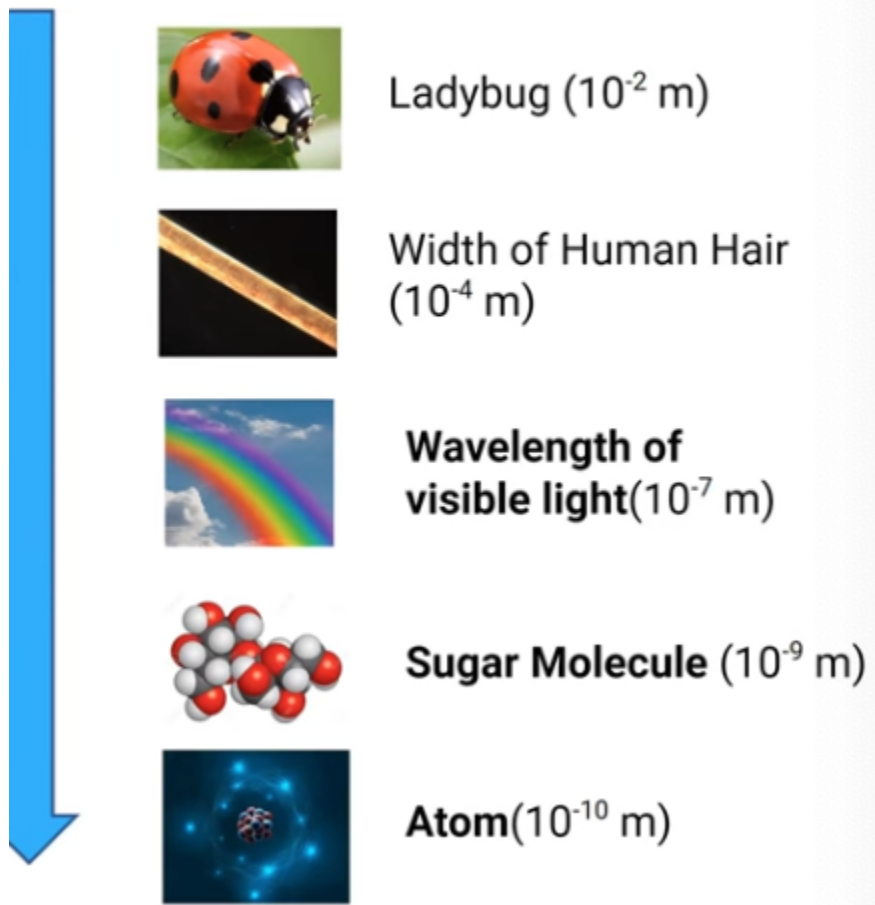 Ladybug (10⁻² m)
Width of Human Hair
(10⁻⁴ m)
Wavelength of
visible light(10⁻⁷ m)
Sugar Molecule (10⁻⁹ m)
Atom(10⁻¹⁰ m)